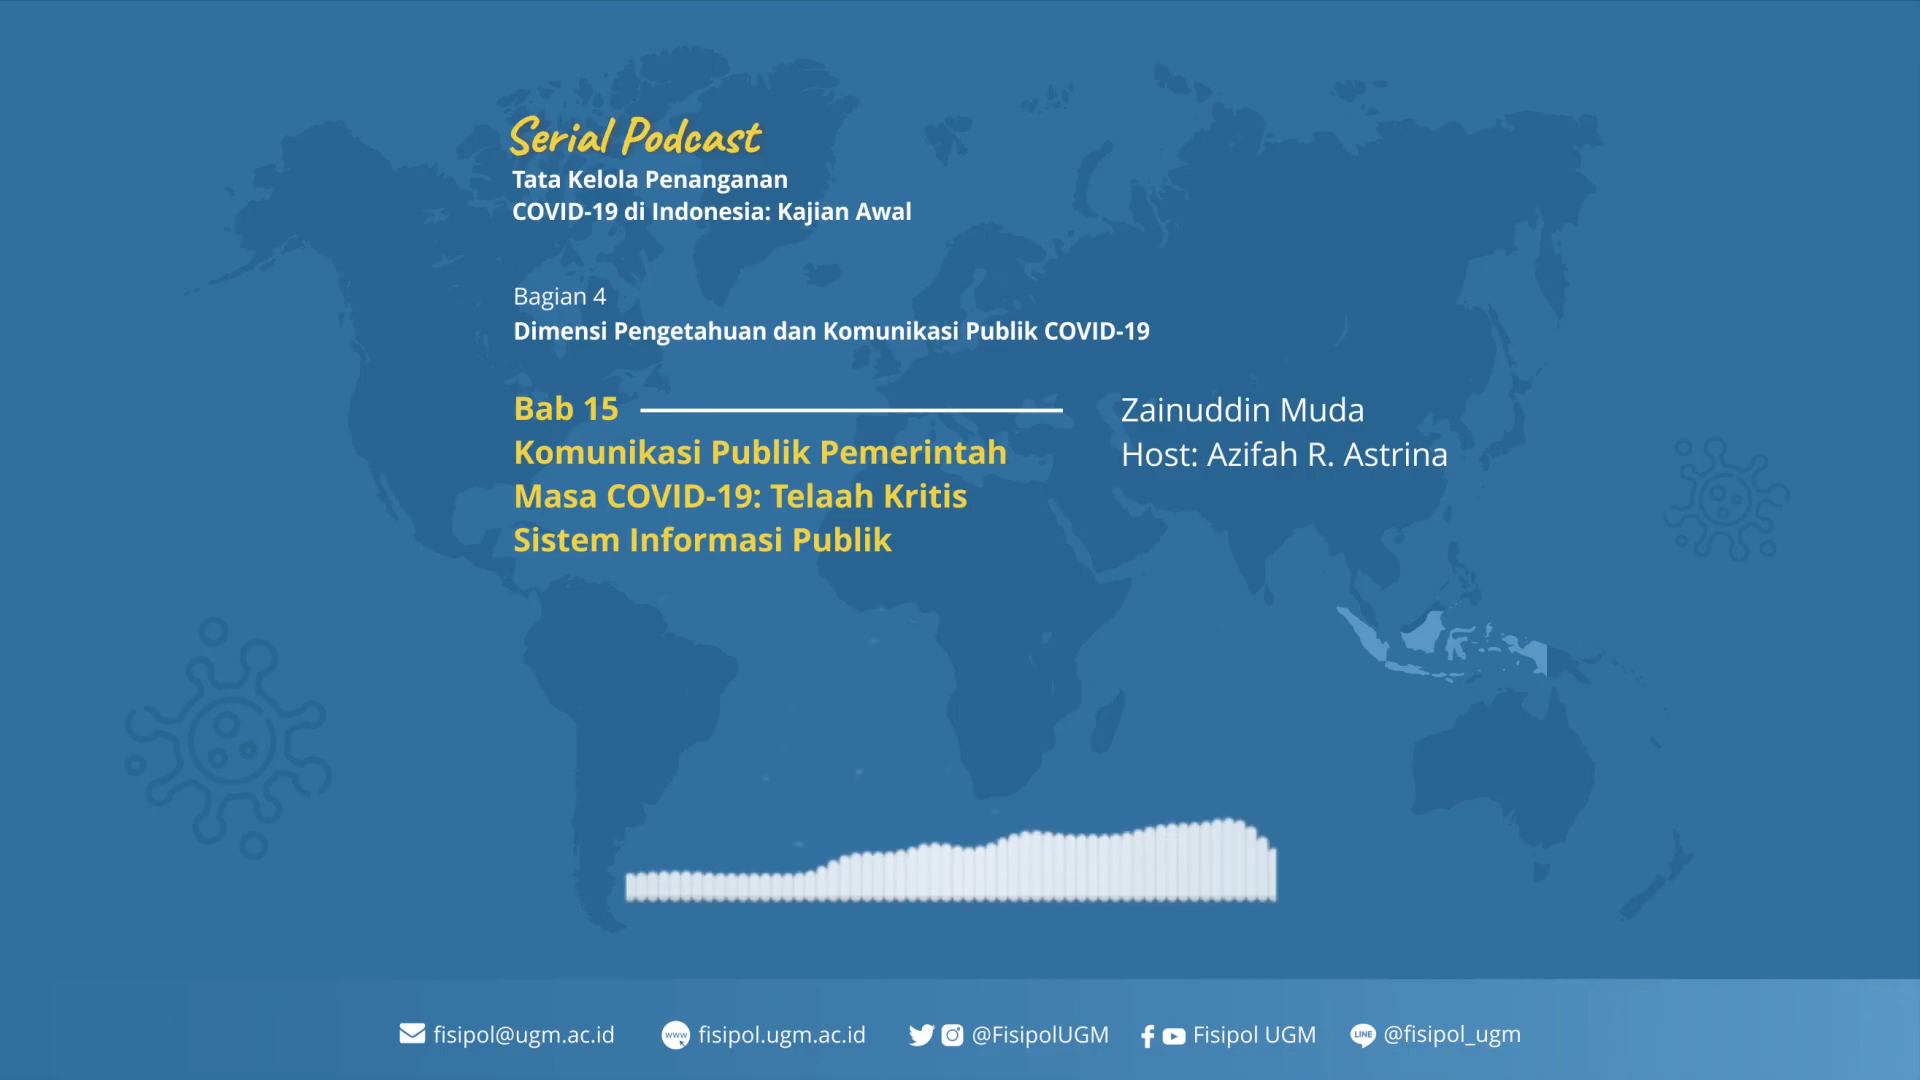 Serial Podcast
Tata Kelola Penanganan
COVID-19 di Indonesia: Kajian Awal
Bagian 4
Dimensi Pengetahuan dan Komunikasi Publik COVID-19
Bab 15
Komunikasi Publik Pemerintah
Masa COVID-19: Telaah Kritis
Sistem Informasi Publik
Zainuddin Muda
Host: Azifah R. Astrina
fisipol@ugm.ac.id
www
fisipol.ugm.ac.id
@FisipolUGM
Fisipol UGM
LINE
@fisipol_ugm